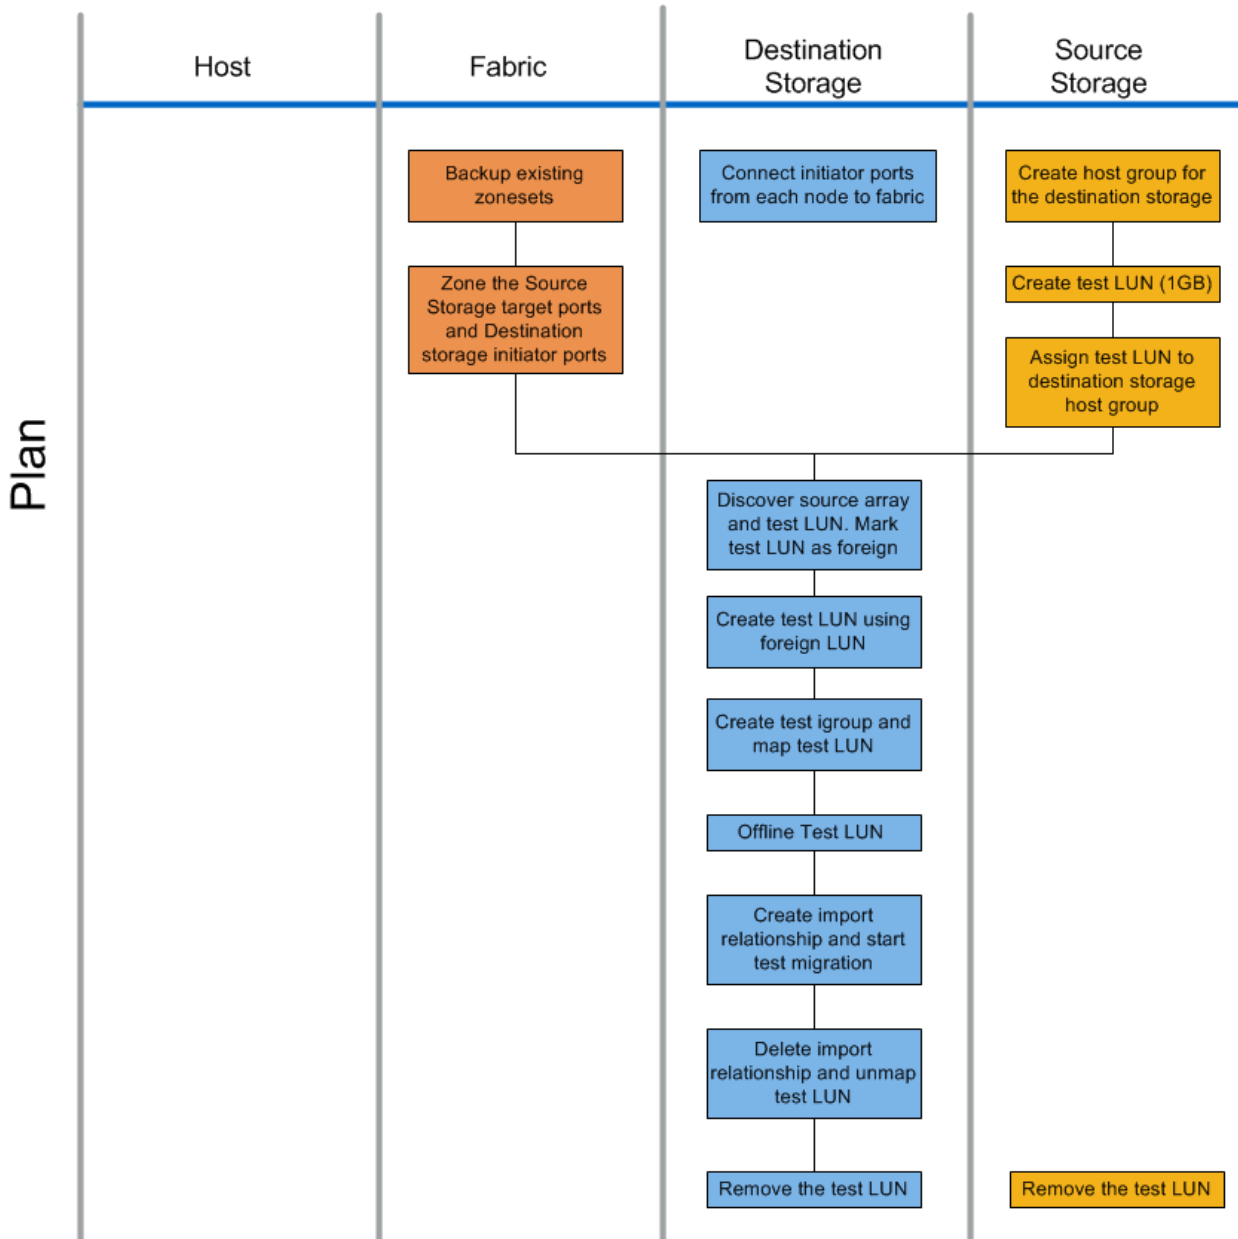 Host
Fabric
Destination
Storage
Source
Storage
Plan
Backup existing
zonesets
Connect initiator ports
from each node to fabric
Create host group for
the destination storage
Zone the Source
Storage target ports
and Destination
storage initiator ports
Create test LUN (1GB)
Assign test LUN to
destination storage
host group
Discover source array
and test LUN. Mark
test LUN as foreign
Create test LUN using
foreign LUN
Create test igroup and
map test LUN
Offline Test LUN
Create import
relationship and start
test migration
Delete import
relationship and unmap
test LUN
Remove the test LUN
Remove the test LUN